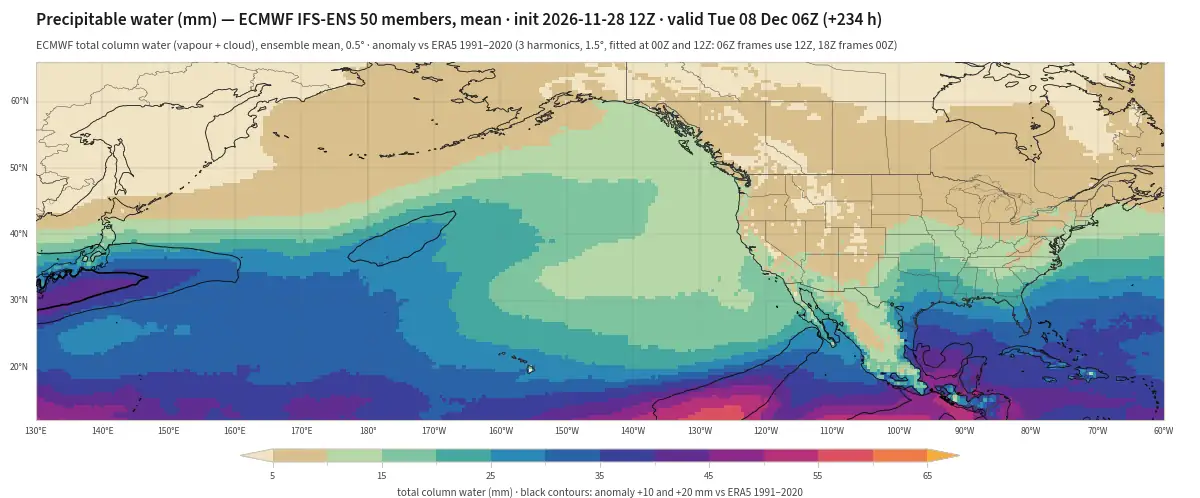 Precipitable water (mm) — ECMWF IFS-ENS 50 members, mean · init 2026-11-28 12Z · valid Tue 08 Dec 06Z (+234 h)
ECMWF total column water (vapour + cloud), ensemble mean, 0.5° · anomaly vs ERA5 1991–2020 (3 harmonics, 1.5°, fitted at 00Z and 12Z: 06Z frames use 12Z, 18Z frames 00Z)
60°N
50°N
40°N
30°N
20°N
130°E 140°E 150°E 160°E 170°E 180° 170°W 160°W 150°W 140°W 130°W 120°W 110°W 100°W 90°W 80°W 70°W 60°W
5 15 25 35 45 55 65
total column water (mm) · black contours: anomaly +10 and +20 mm vs ERA5 1991–2020